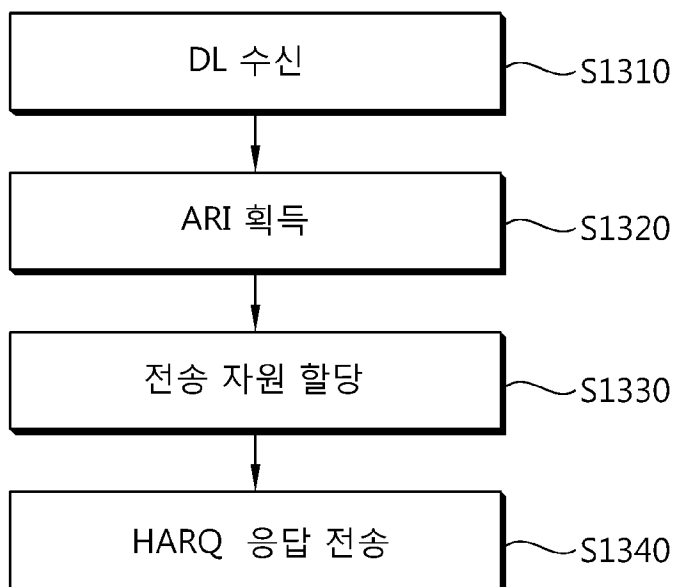 DL 수신
S1310
ARI 획득
S1320
전송 자원 할당
S1330
HARQ 응답 전송
S1340